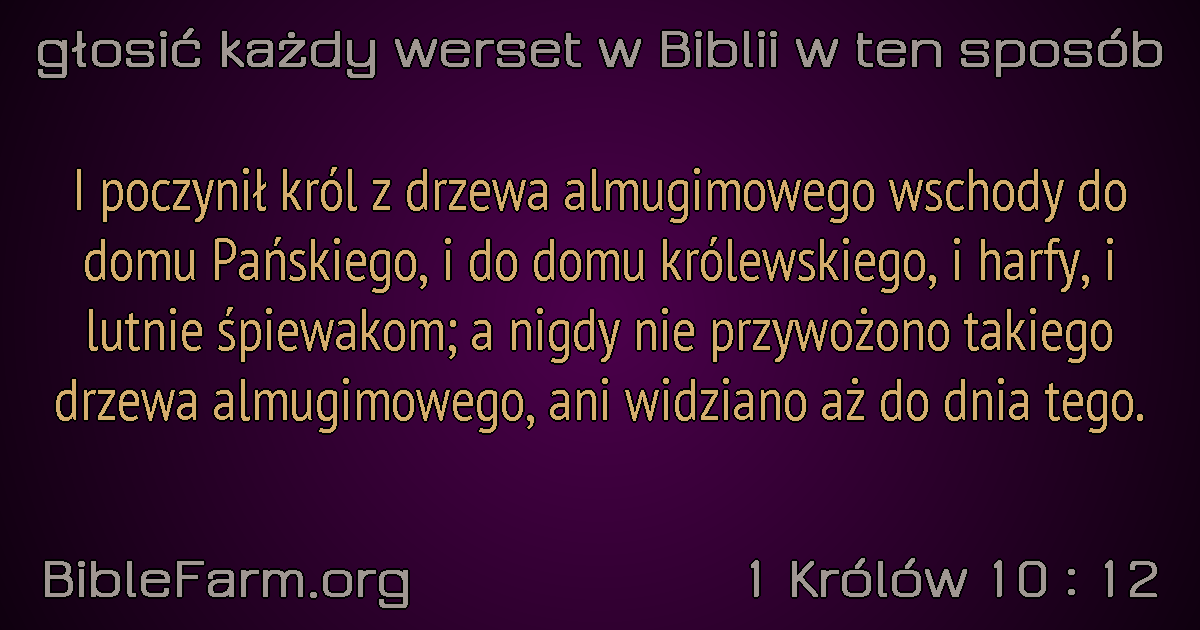 głosić każdy werset w Biblii w ten sposób
I poczynił król z drzewa almugimowego wschody do
domu Pańskiego, i do domu królewskiego, i harfy, i
lutnie śpiewakom; a nigdy nie przywożono takiego
drzewa almugimowego, ani widziano aż do dnia tego.
BibleFarm.org
1 Królów 10 : 12